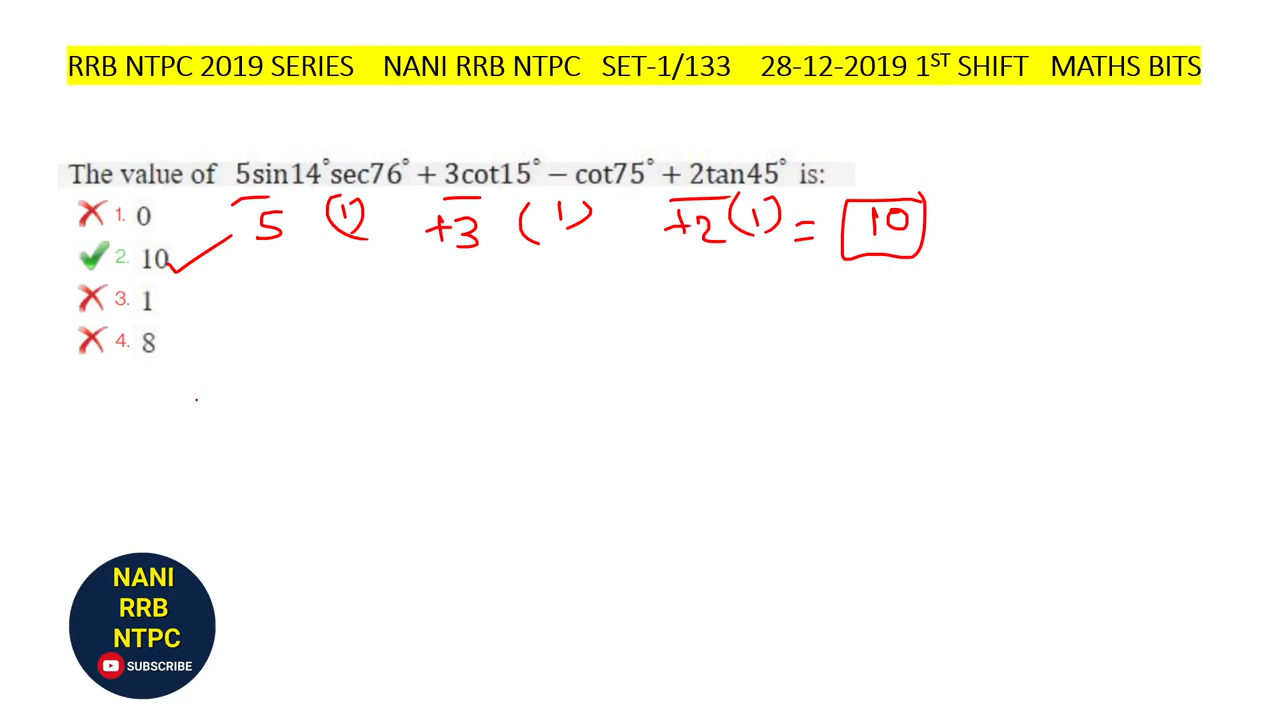 RRB NTPC 2019 SERIES NANI RRB NTPC SET-1/133 28-12-2019 1ST SHIFT MATHS BITS
The value of 5sin14°sec76° + 3cot15° − cot75° + 2tan45° is:
5 (1) +3 (1) +2(1) = 10
1. 0
2. 10
3. 1
4. 8
NANI
RRB
NTPC
SUBSCRIBE